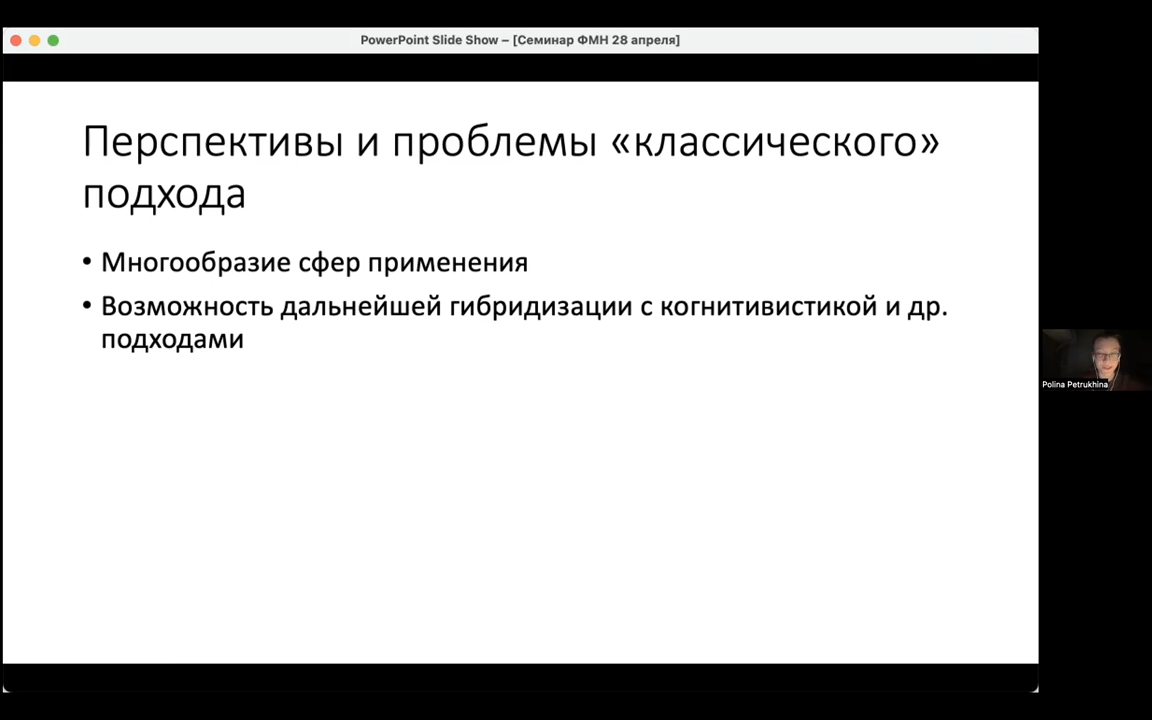 PowerPoint Slide Show – [Семинар ФМН 28 апреля]
Перспективы и проблемы «классического»
подхода
• Многообразие сфер применения
• Возможность дальнейшей гибридизации с когнитивистикой и др.
подходами
Polina Petrukhina